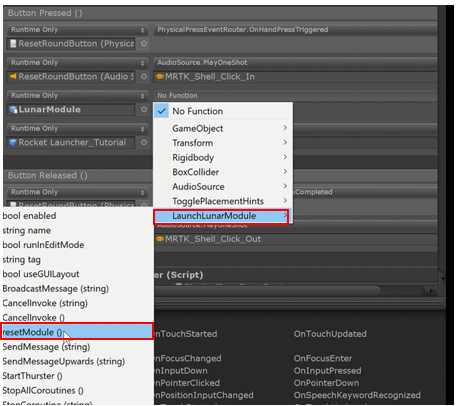 Button Pressed ()
Runtime Only
PhysicalPressEventRouter.OnHandPressTriggered
ResetRoundButton (Physica
Runtime Only
AudioSource.PlayOneShot
ResetRoundButton (Audio S
MRTK_Shell_Click_In
Runtime Only
No Function
LunarModule
No Function
Runtime Only
GameObject
Rocket Launcher_Tutorial
Transform
Rigidbody
BoxCollider
Button Released ()
AudioSource
Runtime Only
TogglePlacementHints
Completed
ResetRoundButton (Physica
LaunchLunarModule
bool enabled
AudioSource.PlayOneShot
string name
MRTK_Shell_Click_Out
bool runInEditMode
string tag
er (Script)
bool useGUILayout
BroadcastMessage (string)
CancelInvoke (string)
CancelInvoke ()
resetModule ()
OnTouchStarted
OnTouchUpdated
SendMessage (string)
SendMessageUpwards (string)
OnFocusChanged
OnFocusEnter
StartThurster ()
OnInputDown
OnInputPressed
StopAllCoroutines ()
OnPointerClicked
OnPointerDown
StopCoroutine (string)
OnPositionInputChanged
OnSpeechKeywordRecognized